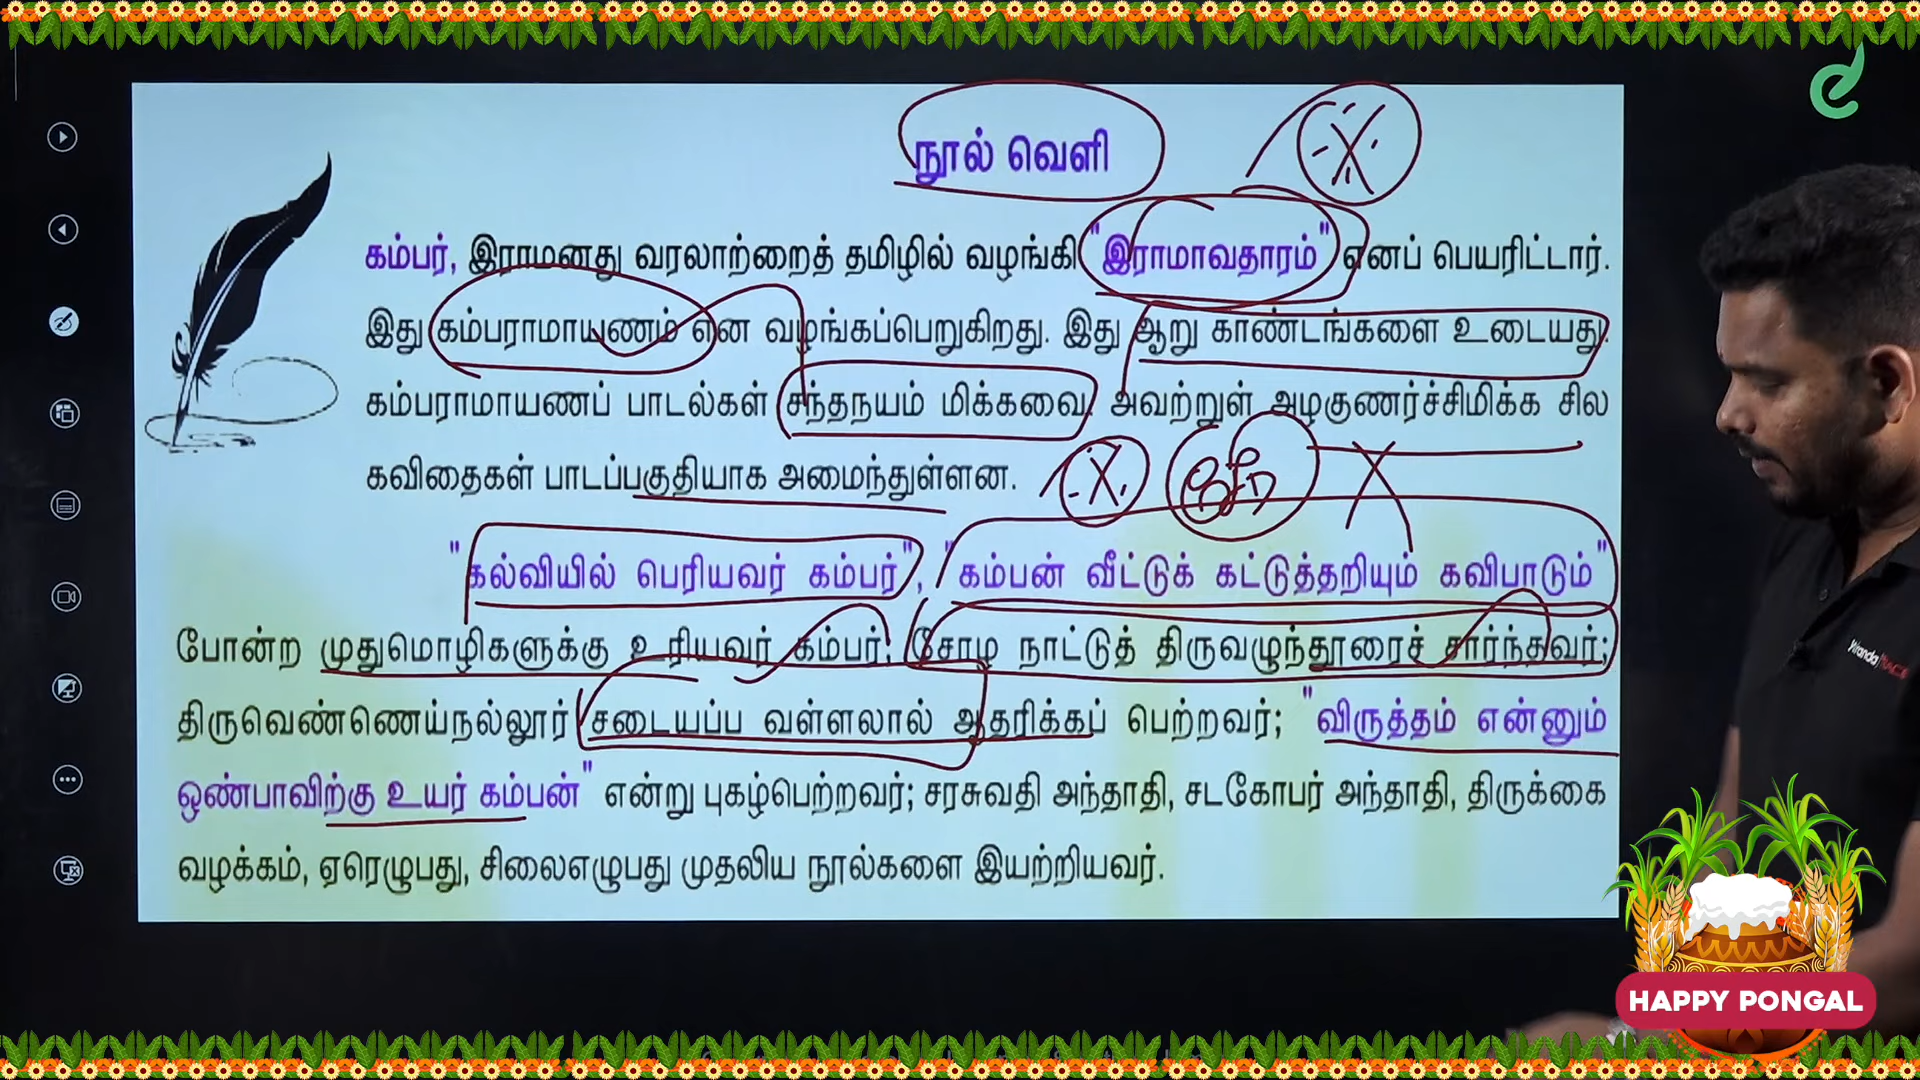 நூல் வெளி
கம்பர், இராமனது வரலாற்றைத் தமிழில் வழங்கி "இராமாவதாரம்" எனப் பெயரிட்டார்.
இது கம்பராமாயணம் என வழங்கப்பெறுகிறது. இது ஆறு காண்டங்களை உடையது.
கம்பராமாயணப் பாடல்கள் சந்தநயம் மிக்கவை. அவற்றுள் அழகுணர்ச்சிமிக்க சில
கவிதைகள் பாடப்பகுதியாக அமைந்துள்ளன.
"கல்வியில் பெரியவர் கம்பர்", "கம்பன் வீட்டுக் கட்டுத்தறியும் கவிபாடும்"
போன்ற முதுமொழிகளுக்கு உரியவர் கம்பர்; சோழ நாட்டுத் திருவழுந்தூரைச் சார்ந்தவர்;
திருவெண்ணெய்நல்லூர் சடையப்ப வள்ளலால் ஆதரிக்கப் பெற்றவர்; "விருத்தம் என்னும்
ஒண்பாவிற்கு உயர் கம்பன்" என்று புகழ்பெற்றவர்; சரசுவதி அந்தாதி, சடகோபர் அந்தாதி, திருக்கை
வழக்கம், ஏரெழுபது, சிலைஎழுபது முதலிய நூல்களை இயற்றியவர்.
Veranda RACE
HAPPY PONGAL